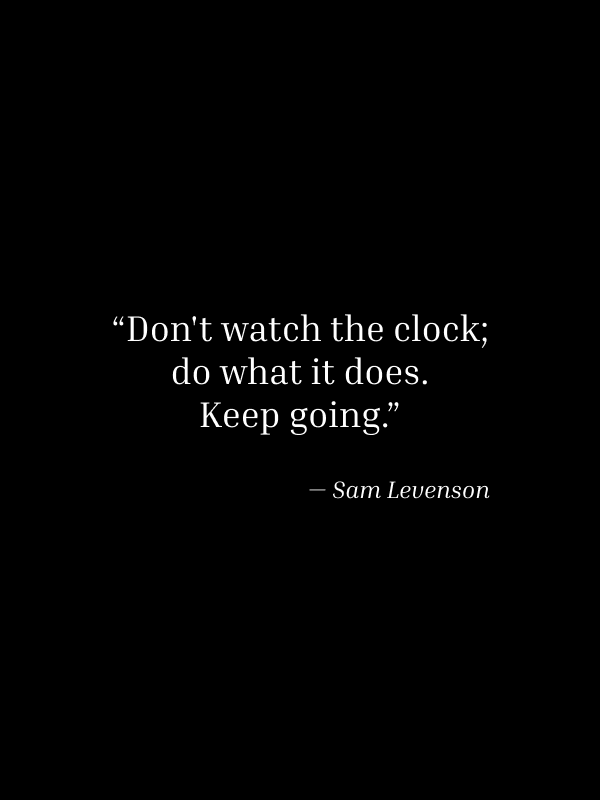 “Don't watch the clock;
do what it does.
Keep going.”
— Sam Levenson